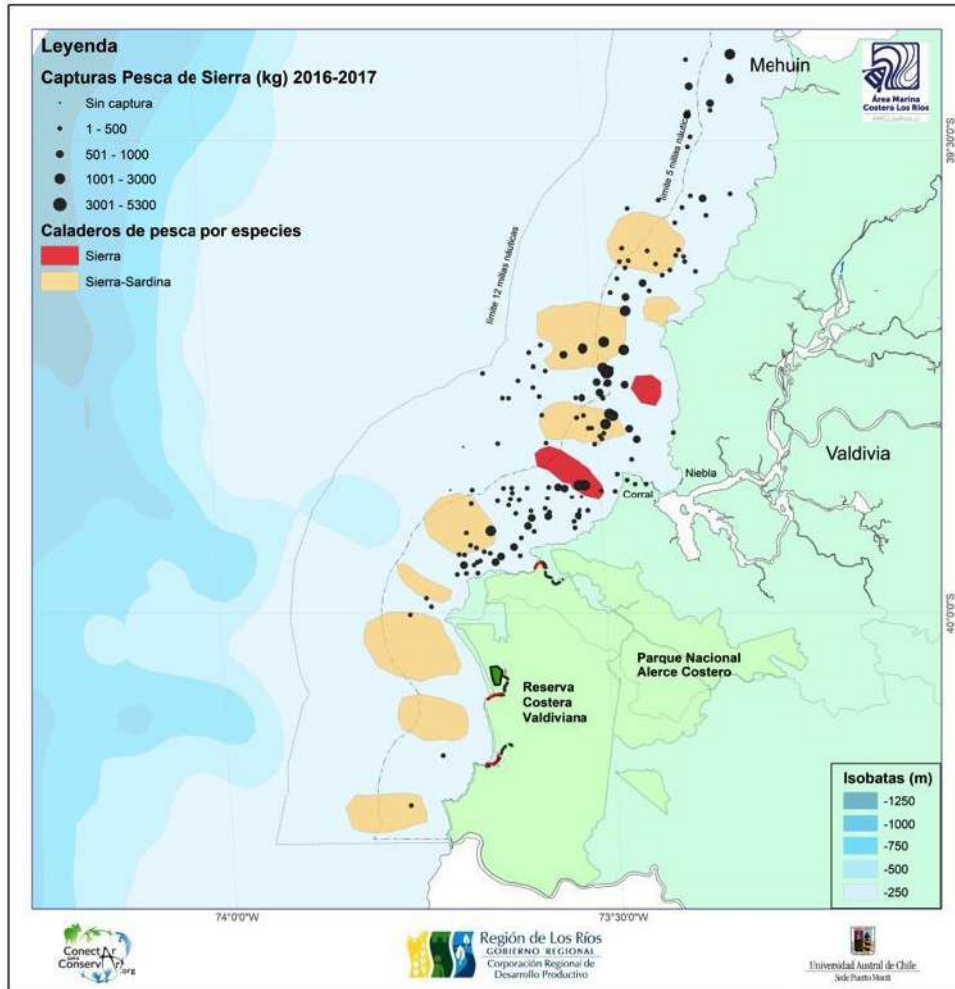 Leyenda
Capturas Pesca de Sierra (kg) 2016-2017
Sin captura
1 - 500
501 - 1000
1001 - 3000
3001 - 5300
Caladeros de pesca por especies
Sierra
Sierra-Sardina
Mehuin
Área Marina
Costera Los Ríos
39°30'0"S
límite 5 millas náuticas
límite 12 millas náuticas
Valdivia
Niebla
Corral
40°0'0"S
Parque Nacional
Alerce Costero
Reserva
Costera
Valdiviana
Isobatas (m)
-1250
-1000
-750
-500
-250
74°0'0"W
73°30'0"W
ConectAr
para
ConservAr.org
Región de Los Ríos
GOBIERNO REGIONAL
Corporación Regional de
Desarrollo Productivo
Universidad Austral de Chile
Sede Puerto Montt